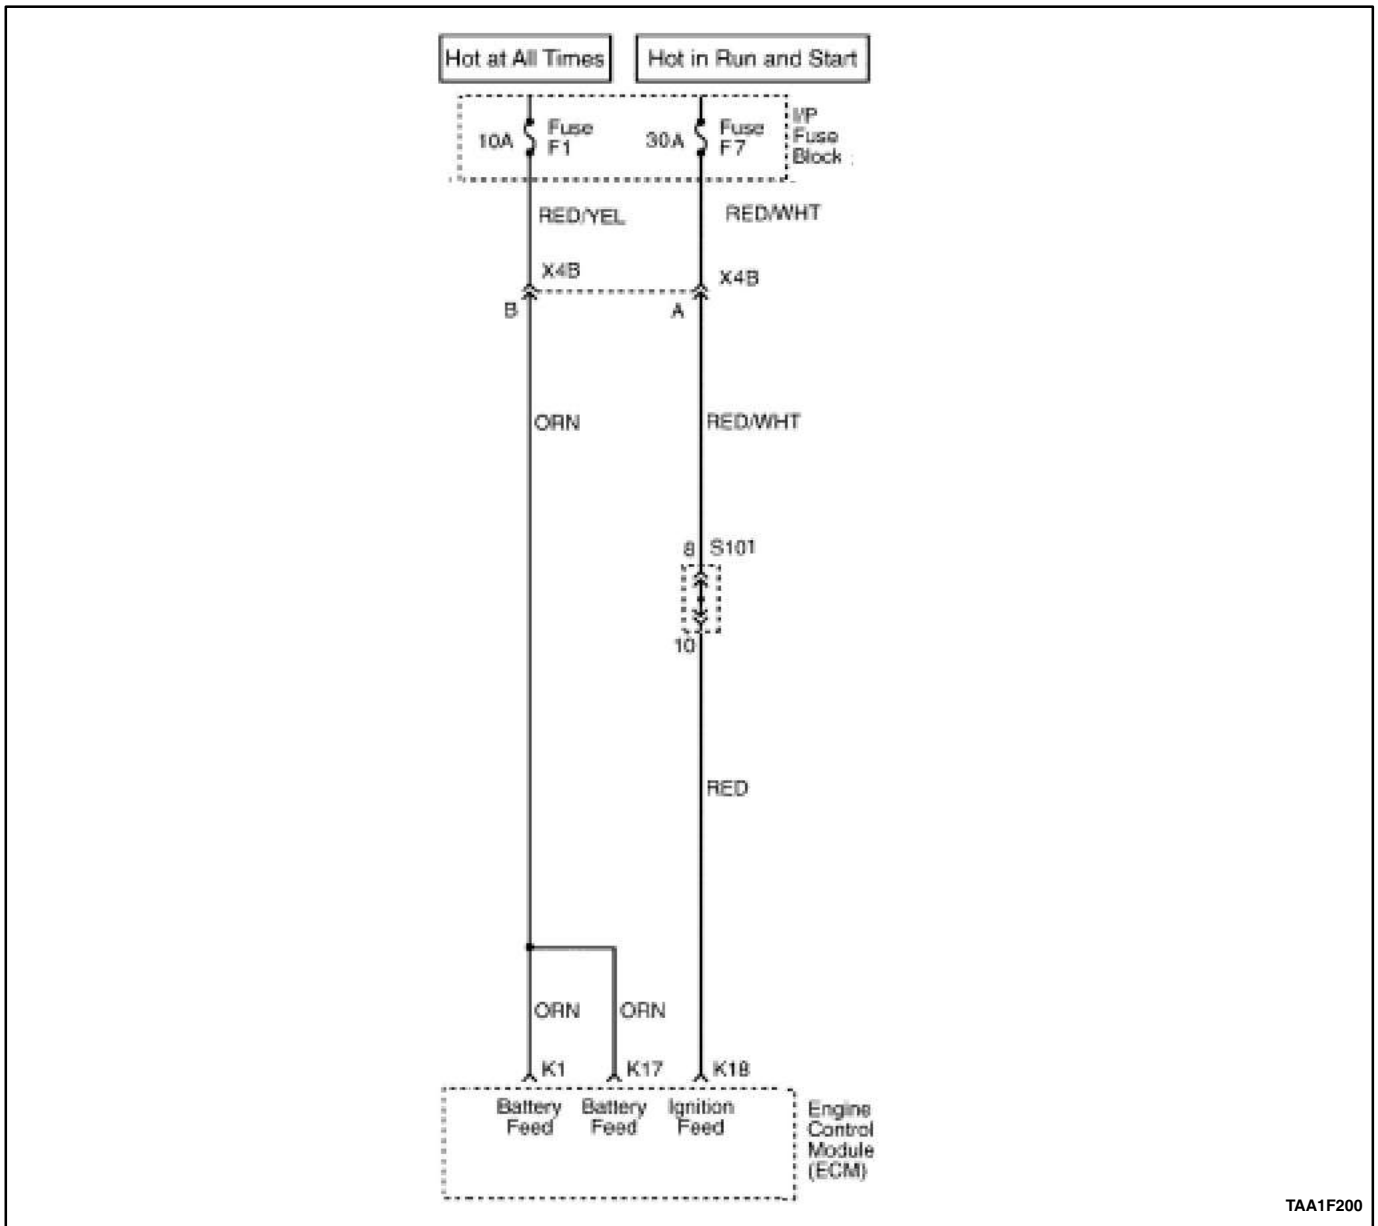 Hot at All Times
Hot in Run and Start
10A
Fuse
F1
30A
Fuse
F7
I/P
Fuse
Block
RED/YEL
RED/WHT
X4B
X4B
B
A
ORN
RED/WHT
8
S101
10
RED
ORN
ORN
K1
K17
K18
Battery
Feed
Battery
Feed
Ignition
Feed
Engine
Control
Module
(ECM)
TAA1F200